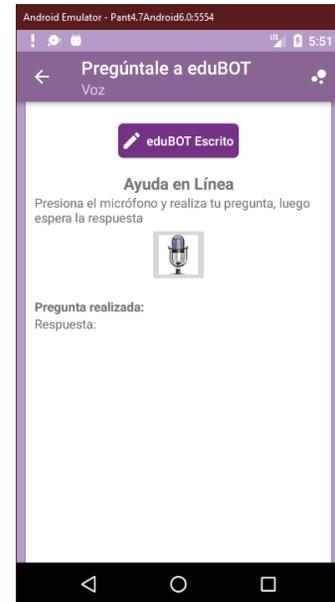 Android Emulator - Pant4.7Android6.0:5554
LTE 5:51
Pregúntale a eduBOT
Voz
eduBOT Escrito
Ayuda en Línea
Presiona el micrófono y realiza tu pregunta, luego
espera la respuesta
Pregunta realizada:
Respuesta: